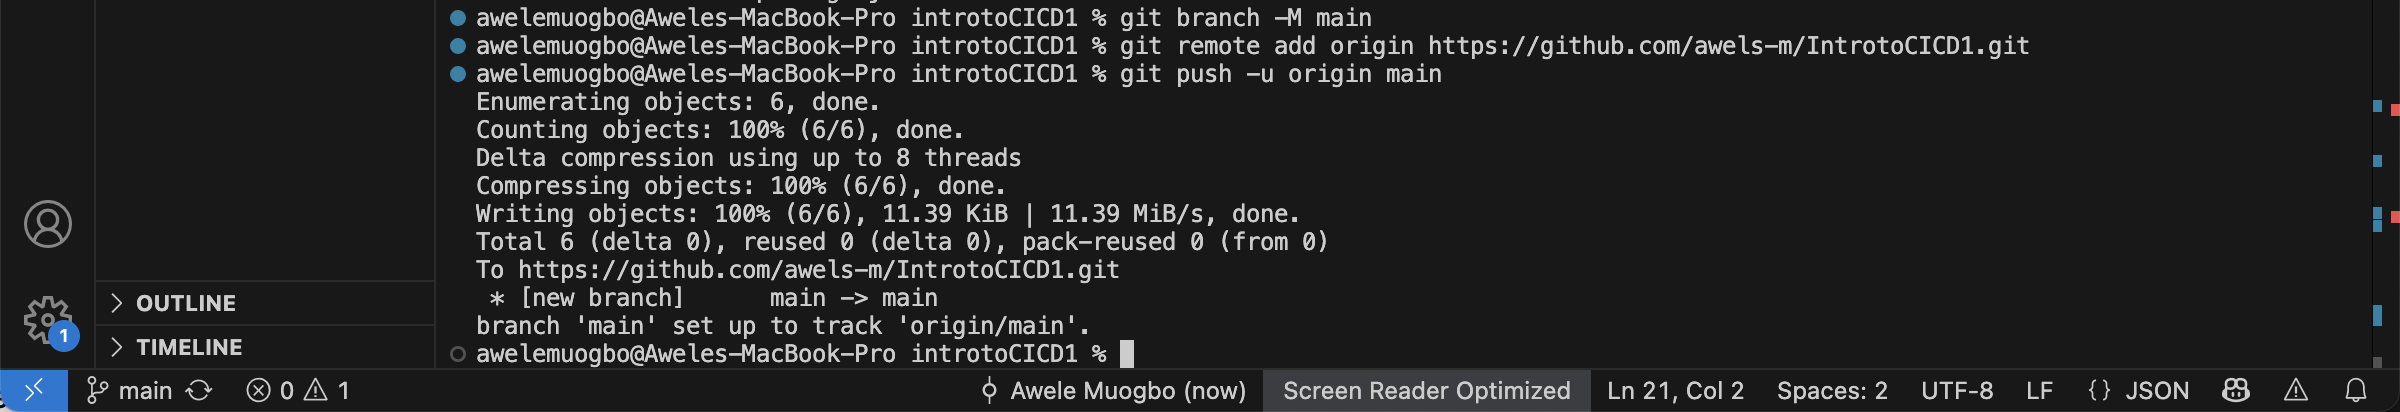 awelemuogbo@Aweles-MacBook-Pro introtoCICD1 % git branch -M main
awelemuogbo@Aweles-MacBook-Pro introtoCICD1 % git remote add origin https://github.com/awels-m/IntrotoCICD1.git
awelemuogbo@Aweles-MacBook-Pro introtoCICD1 % git push -u origin main
Enumerating objects: 6, done.
Counting objects: 100% (6/6), done.
Delta compression using up to 8 threads
Compressing objects: 100% (6/6), done.
Writing objects: 100% (6/6), 11.39 KiB | 11.39 MiB/s, done.
Total 6 (delta 0), reused 0 (delta 0), pack-reused 0 (from 0)
To https://github.com/awels-m/IntrotoCICD1.git
 * [new branch]      main -> main
branch 'main' set up to track 'origin/main'.
awelemuogbo@Aweles-MacBook-Pro introtoCICD1 %
OUTLINE
TIMELINE
1
main 0 1 Awele Muogbo (now) Screen Reader Optimized Ln 21, Col 2 Spaces: 2 UTF-8 LF {} JSON